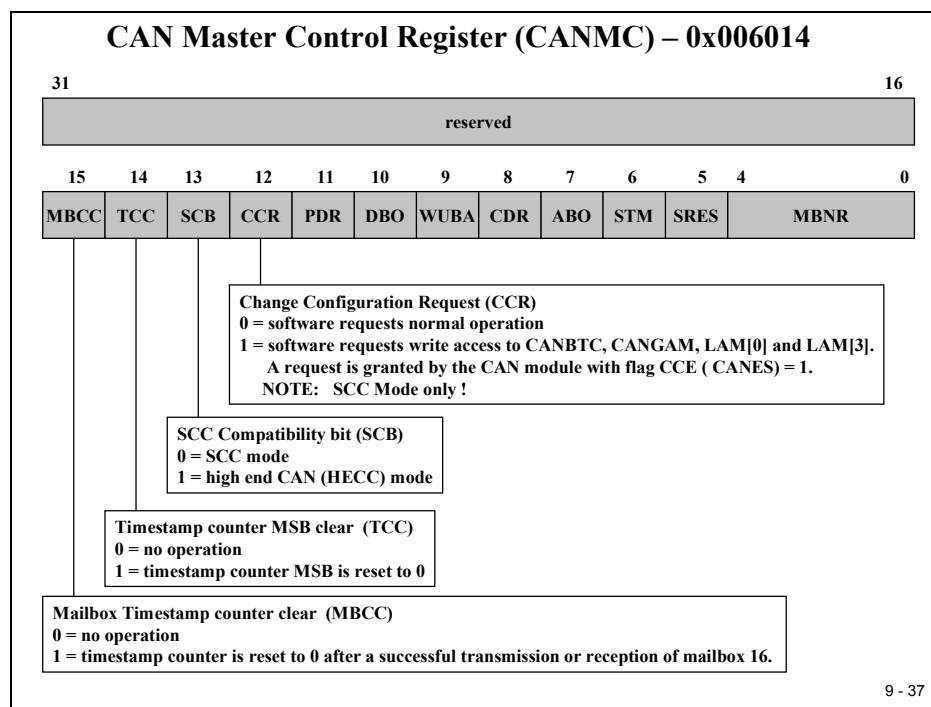 CAN Master Control Register (CANMC) – 0x006014
31 16
reserved
15 14 13 12 11 10 9 8 7 6 5 4 0
MBCC TCC SCB CCR PDR DBO WUBA CDR ABO STM SRES MBNR
Change Configuration Request (CCR)
0 = software requests normal operation
1 = software requests write access to CANBTC, CANGAM, LAM[0] and LAM[3].
A request is granted by the CAN module with flag CCE ( CANES) = 1.
NOTE: SCC Mode only !
SCC Compatibility bit (SCB)
0 = SCC mode
1 = high end CAN (HECC) mode
Timestamp counter MSB clear (TCC)
0 = no operation
1 = timestamp counter MSB is reset to 0
Mailbox Timestamp counter clear (MBCC)
0 = no operation
1 = timestamp counter is reset to 0 after a successful transmission or reception of mailbox 16.
9 - 37